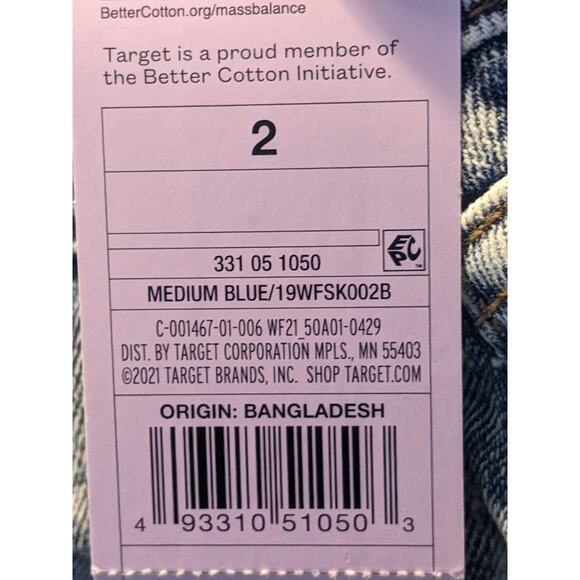 BetterCotton.org/massbalance
Target is a proud member of
the Better Cotton Initiative.
2
EPC™
331 05 1050
MEDIUM BLUE/19WFSK002B
C-001467-01-006 WF21_50A01-0429
DIST. BY TARGET CORPORATION MPLS., MN 55403
©2021 TARGET BRANDS, INC. SHOP TARGET.COM
ORIGIN: BANGLADESH
4 93310 51050 3